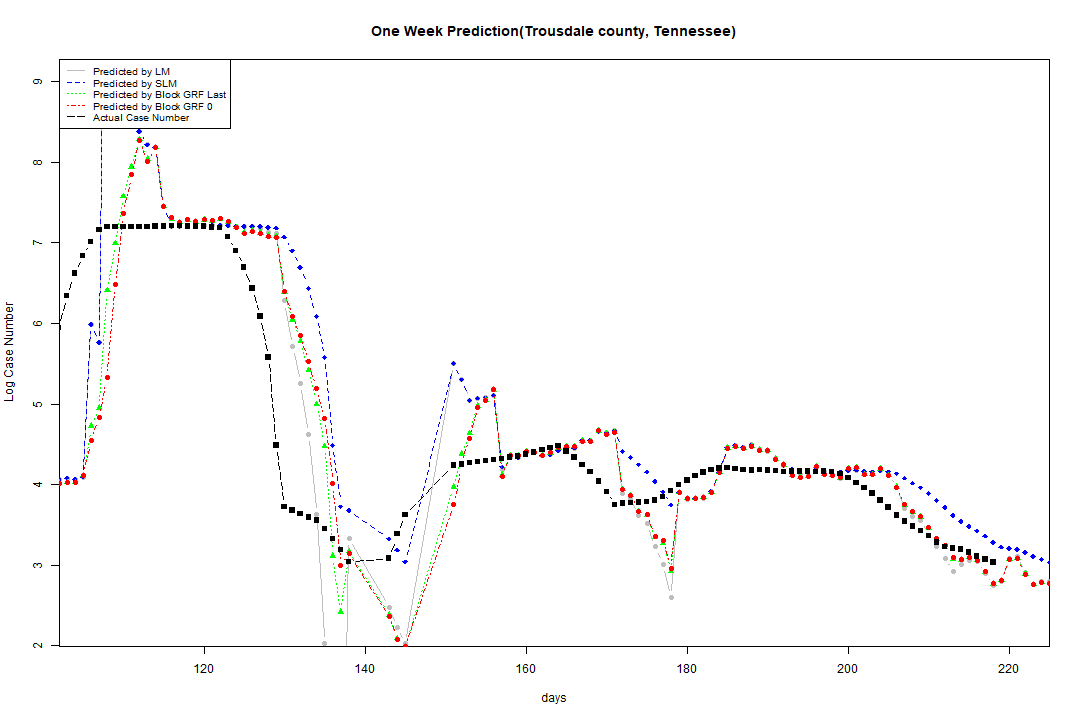 One Week Prediction(Trousdale county, Tennessee)
Predicted by LM
Predicted by SLM
Predicted by Block GRF Last
Predicted by Block GRF 0
Actual Case Number
9
8
7
6
5
4
3
2
Log Case Number
120 140 160 180 200 220
days